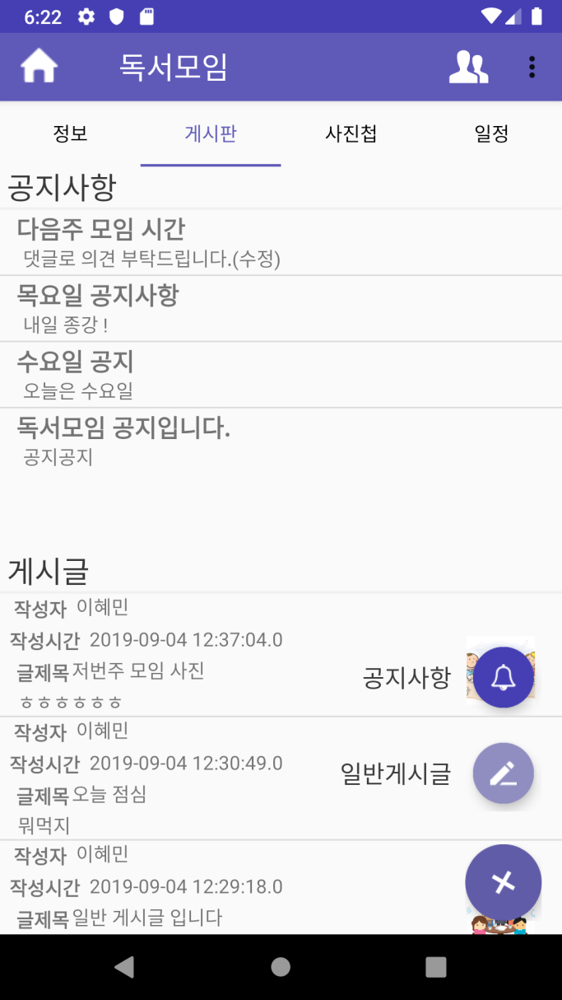 6:22
독서모임
정보 게시판 사진첩 일정
공지사항
다음주 모임 시간
댓글로 의견 부탁드립니다.(수정)
목요일 공지사항
내일 종강 !
수요일 공지
오늘은 수요일
독서모임 공지입니다.
공지공지
게시글
작성자 이혜민
작성시간 2019-09-04 12:37:04.0
글제목 저번주 모임 사진
공지사항
ㅎㅎㅎㅎㅎㅎ
작성자 이혜민
작성시간 2019-09-04 12:30:49.0
일반게시글
글제목 오늘 점심
뭐먹지
작성자 이혜민
작성시간 2019-09-04 12:29:18.0
글제목 일반 게시글 입니다